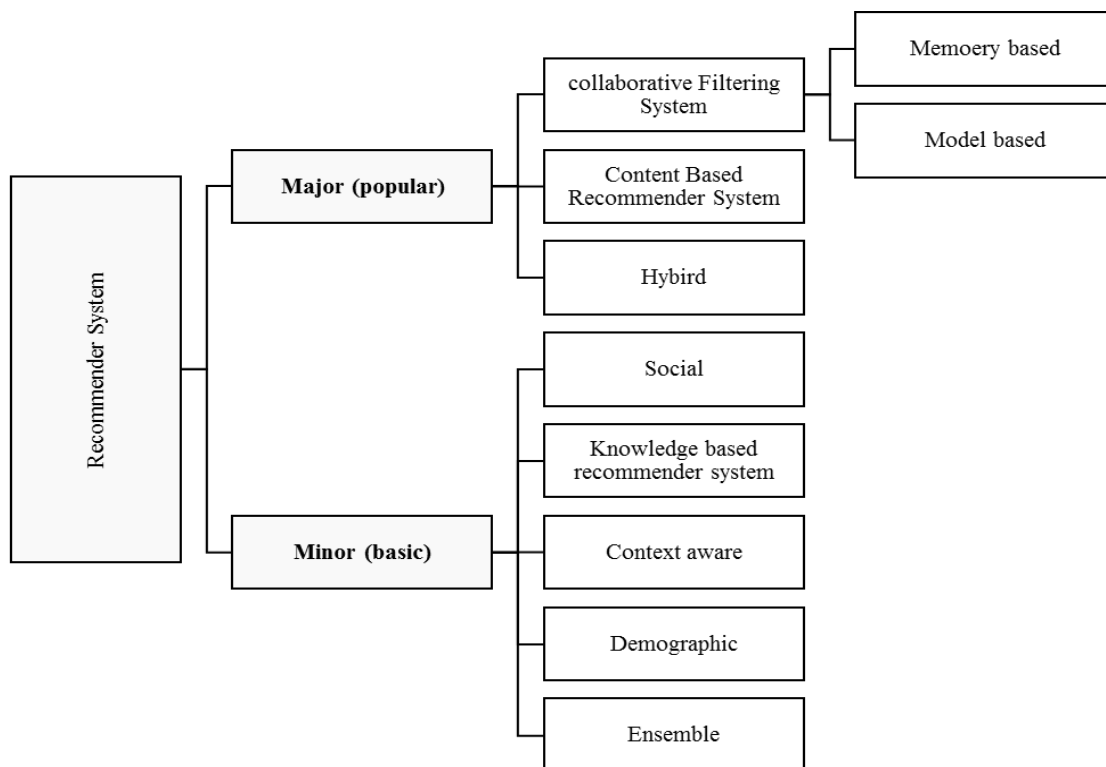 Recommender System
Major (popular)
collaborative Filtering
System
Memoery based
Model based
Content Based
Recommender System
Hybird
Minor (basic)
Social
Knowledge based
recommender system
Context aware
Demographic
Ensemble